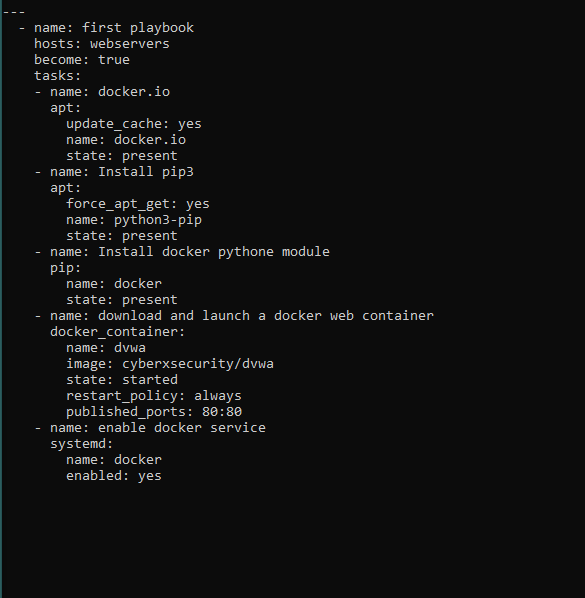 ---
  - name: first playbook
    hosts: webservers
    become: true
    tasks:
    - name: docker.io
      apt:
        update_cache: yes
        name: docker.io
        state: present
    - name: Install pip3
      apt:
        force_apt_get: yes
        name: python3-pip
        state: present
    - name: Install docker pythone module
      pip:
        name: docker
        state: present
    - name: download and launch a docker web container
      docker_container:
        name: dvwa
        image: cyberxsecurity/dvwa
        state: started
        restart_policy: always
        published_ports: 80:80
    - name: enable docker service
      systemd:
        name: docker
        enabled: yes